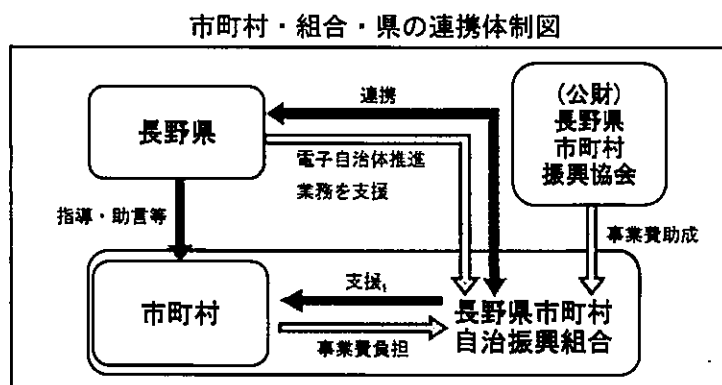 市町村・組合・県の連携体制図
連携
(公財)
長野県
市町村
振興協会
長野県
電子自治体推進
業務を支援
指導・助言等
事業費助成
市町村
支援
長野県市町村
自治振興組合
事業費負担